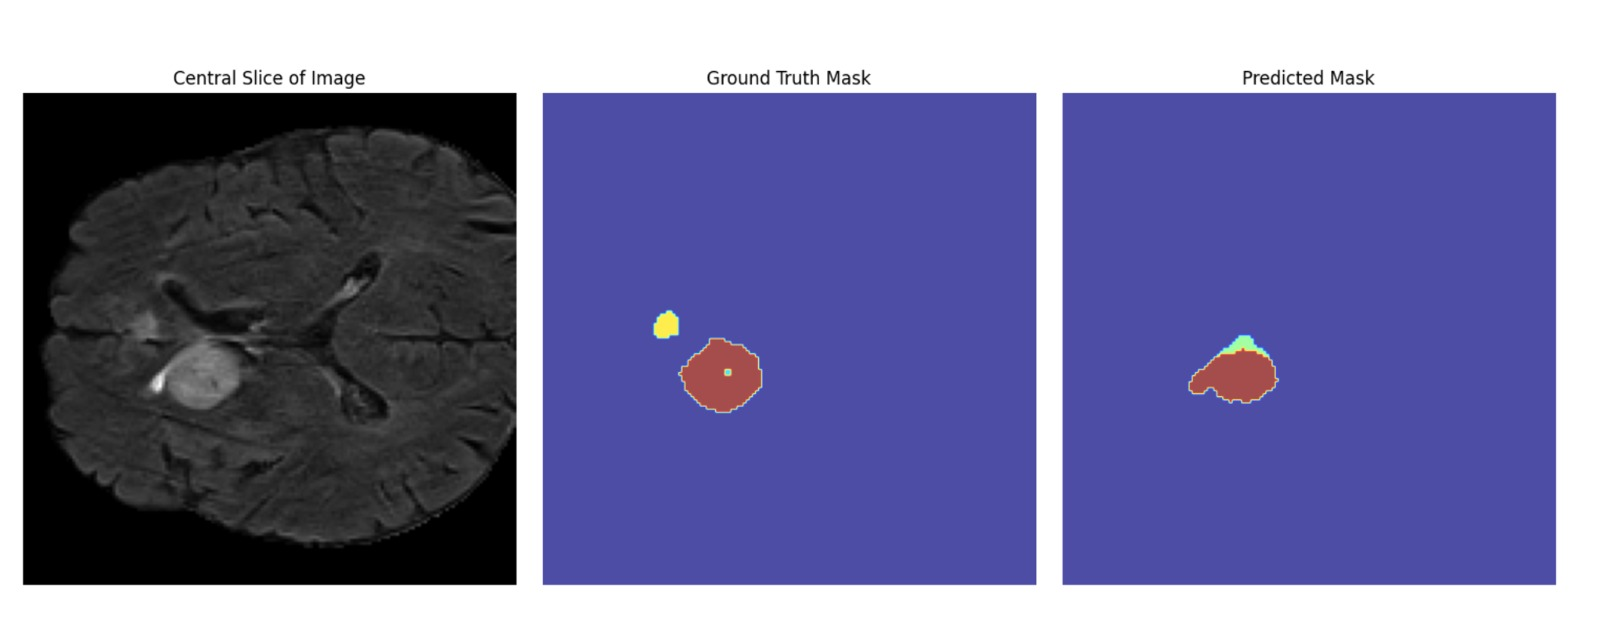 Central Slice of Image
Ground Truth Mask
Predicted Mask